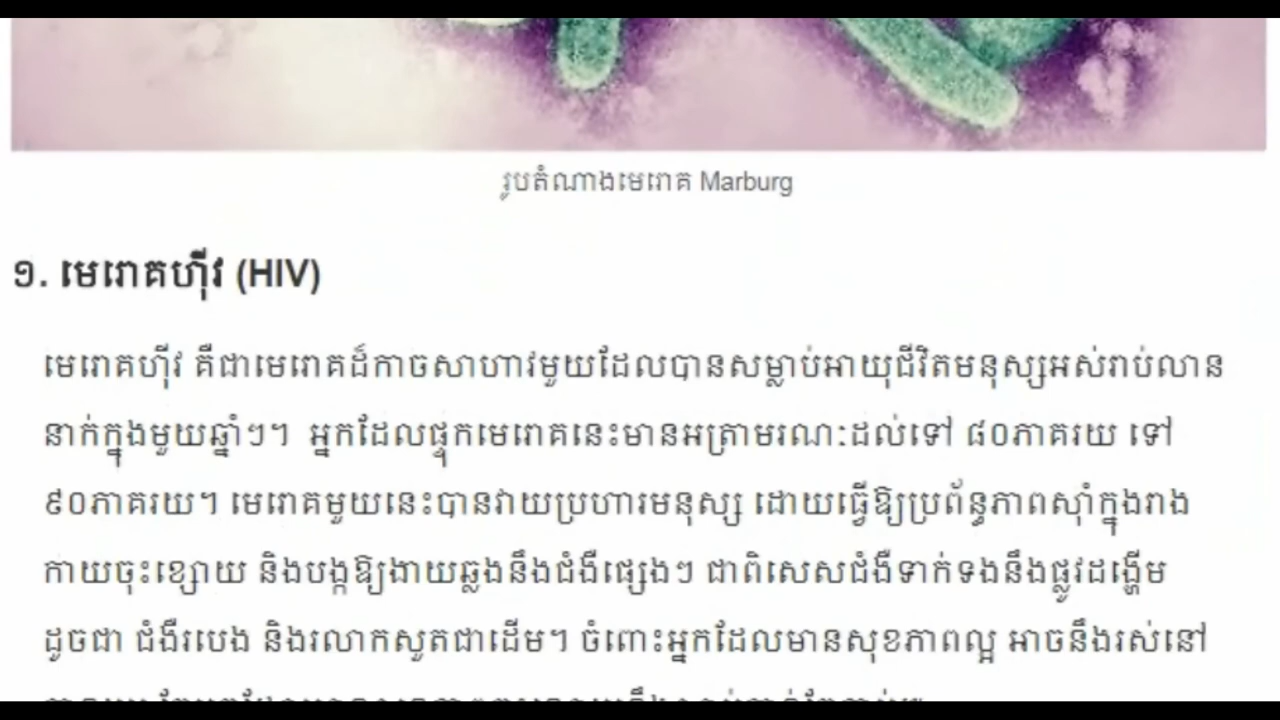 រូបតំណាងមេរោគ Marburg
១. មេរោគហ៊ីវ (HIV)
មេរោគហ៊ីវ គឺជាមេរោគដ៏កាចសាហាវមួយដែលបានសម្លាប់អាយុជីវិតមនុស្សអស់រាប់លាន
នាក់ក្នុងមួយឆ្នាំៗ។ អ្នកដែលផ្ទុកមេរោគនេះមានអត្រាមរណៈដល់ទៅ ៨០ភាគរយ ទៅ
៩០ភាគរយ។ មេរោគមួយនេះបានវាយប្រហារមនុស្ស ដោយធ្វើឱ្យប្រព័ន្ធភាពស៊ាំក្នុងរាង
កាយចុះខ្សោយ និងបង្កឱ្យងាយឆ្លងនឹងជំងឺផ្សេងៗ ជាពិសេសជំងឺទាក់ទងនឹងផ្លូវដង្ហើម
ដូចជា ជំងឺរបេង និងរលាកសួតជាដើម។ ចំពោះអ្នកដែលមានសុខភាពល្អ អាចនឹងរស់នៅ